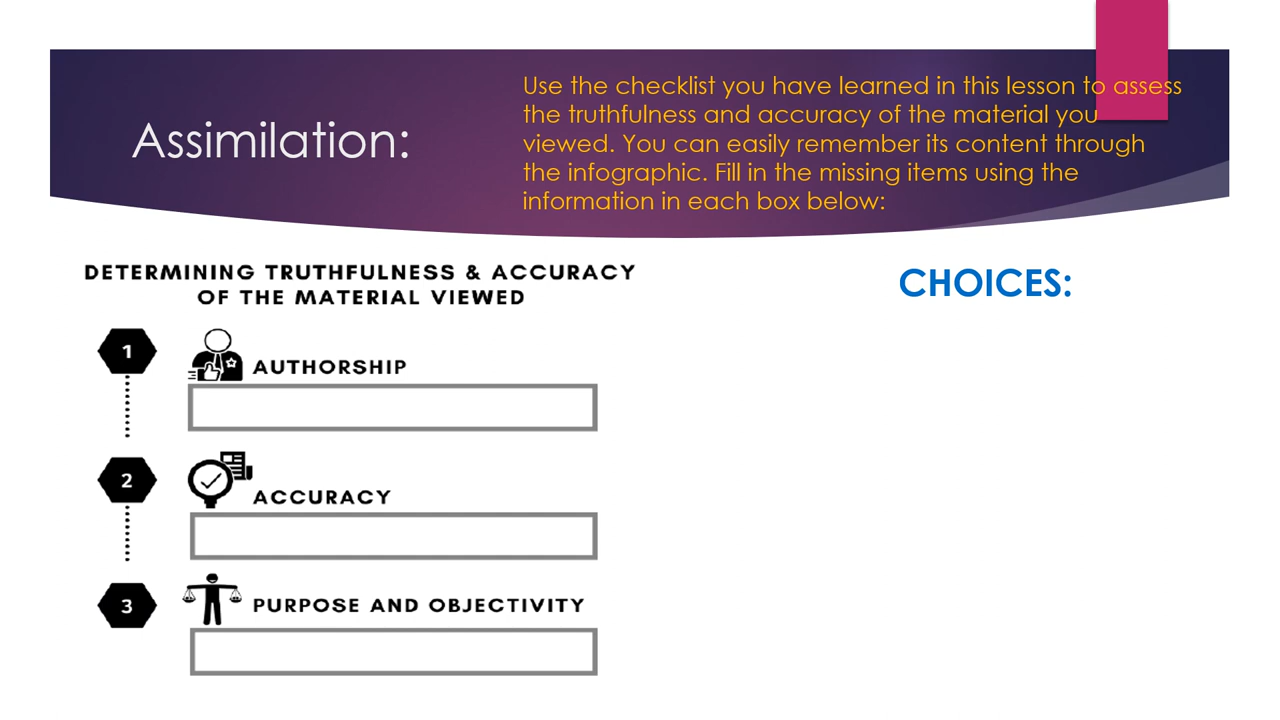 Assimilation:
Use the checklist you have learned in this lesson to assess
the truthfulness and accuracy of the material you
viewed. You can easily remember its content through
the infographic. Fill in the missing items using the
information in each box below:
DETERMINING TRUTHFULNESS & ACCURACY
OF THE MATERIAL VIEWED
CHOICES:
1
AUTHORSHIP
2
ACCURACY
3
PURPOSE AND OBJECTIVITY